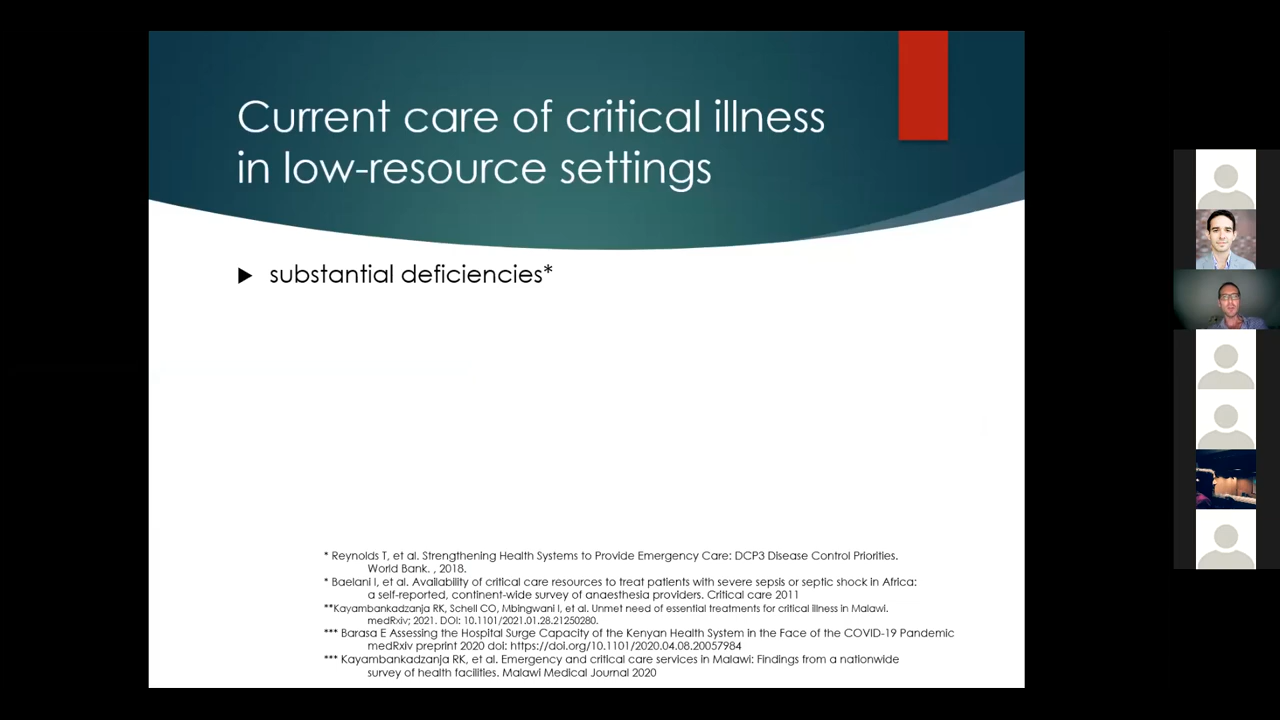 Current care of critical illness
in low-resource settings
▶ substantial deficiencies*
* Reynolds T, et al. Strengthening Health Systems to Provide Emergency Care: DCP3 Disease Control Priorities.
World Bank. , 2018.
* Baelani I, et al. Availability of critical care resources to treat patients with severe sepsis or septic shock in Africa:
a self-reported, continent-wide survey of anaesthesia providers. Critical care 2011
**Kayambankadzanja RK, Schell CO, Mbingwani I, et al. Unmet need of essential treatments for critical illness in Malawi.
medRxiv; 2021. DOI: 10.1101/2021.01.28.21250280.
*** Barasa E Assessing the Hospital Surge Capacity of the Kenyan Health System in the Face of the COVID-19 Pandemic
medRxiv preprint 2020 doi: https://doi.org/10.1101/2020.04.08.20057984
*** Kayambankadzanja RK, et al. Emergency and critical care services in Malawi: Findings from a nationwide
survey of health facilities. Malawi Medical Journal 2020